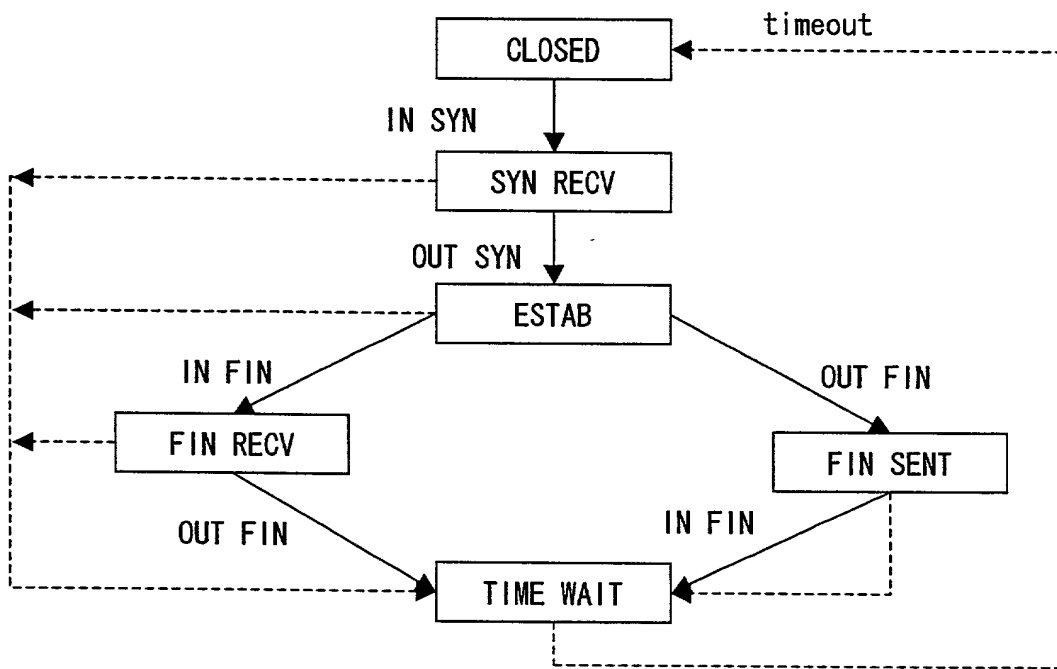 timeout
CLOSED
IN SYN
SYN RECV
OUT SYN
ESTAB
IN FIN
OUT FIN
FIN RECV
FIN SENT
OUT FIN
IN FIN
TIME WAIT